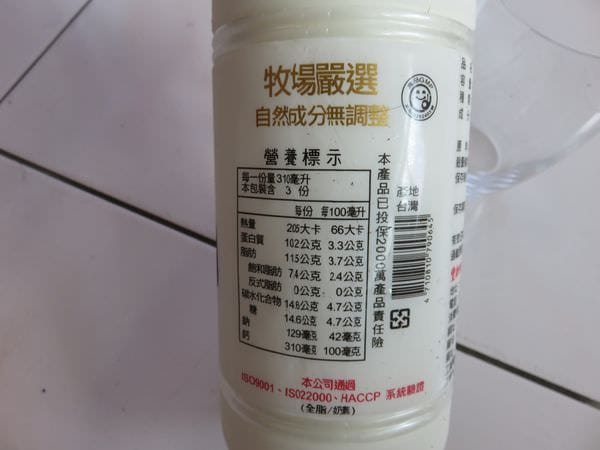 牧場嚴選
自然成分無調整
營養標示
每一份量310毫升
本包裝含 3 份
每份 每100毫升
熱量 205大卡 66大卡
蛋白質 10.2公克 3.3公克
脂肪 11.5公克 3.7公克
飽和脂肪 7.4公克 2.4公克
反式脂肪 0公克 0公克
碳水化合物 14.6公克 4.7公克
糖 14.6公克 4.7公克
鈉 129毫克 42毫克
鈣 310毫克 100毫克
本產品已投保2000萬產品責任險
產地
台灣
4710810790645
本公司通過
ISO9001、ISO22000、HACCP 系統驗證
(全脂/奶素)